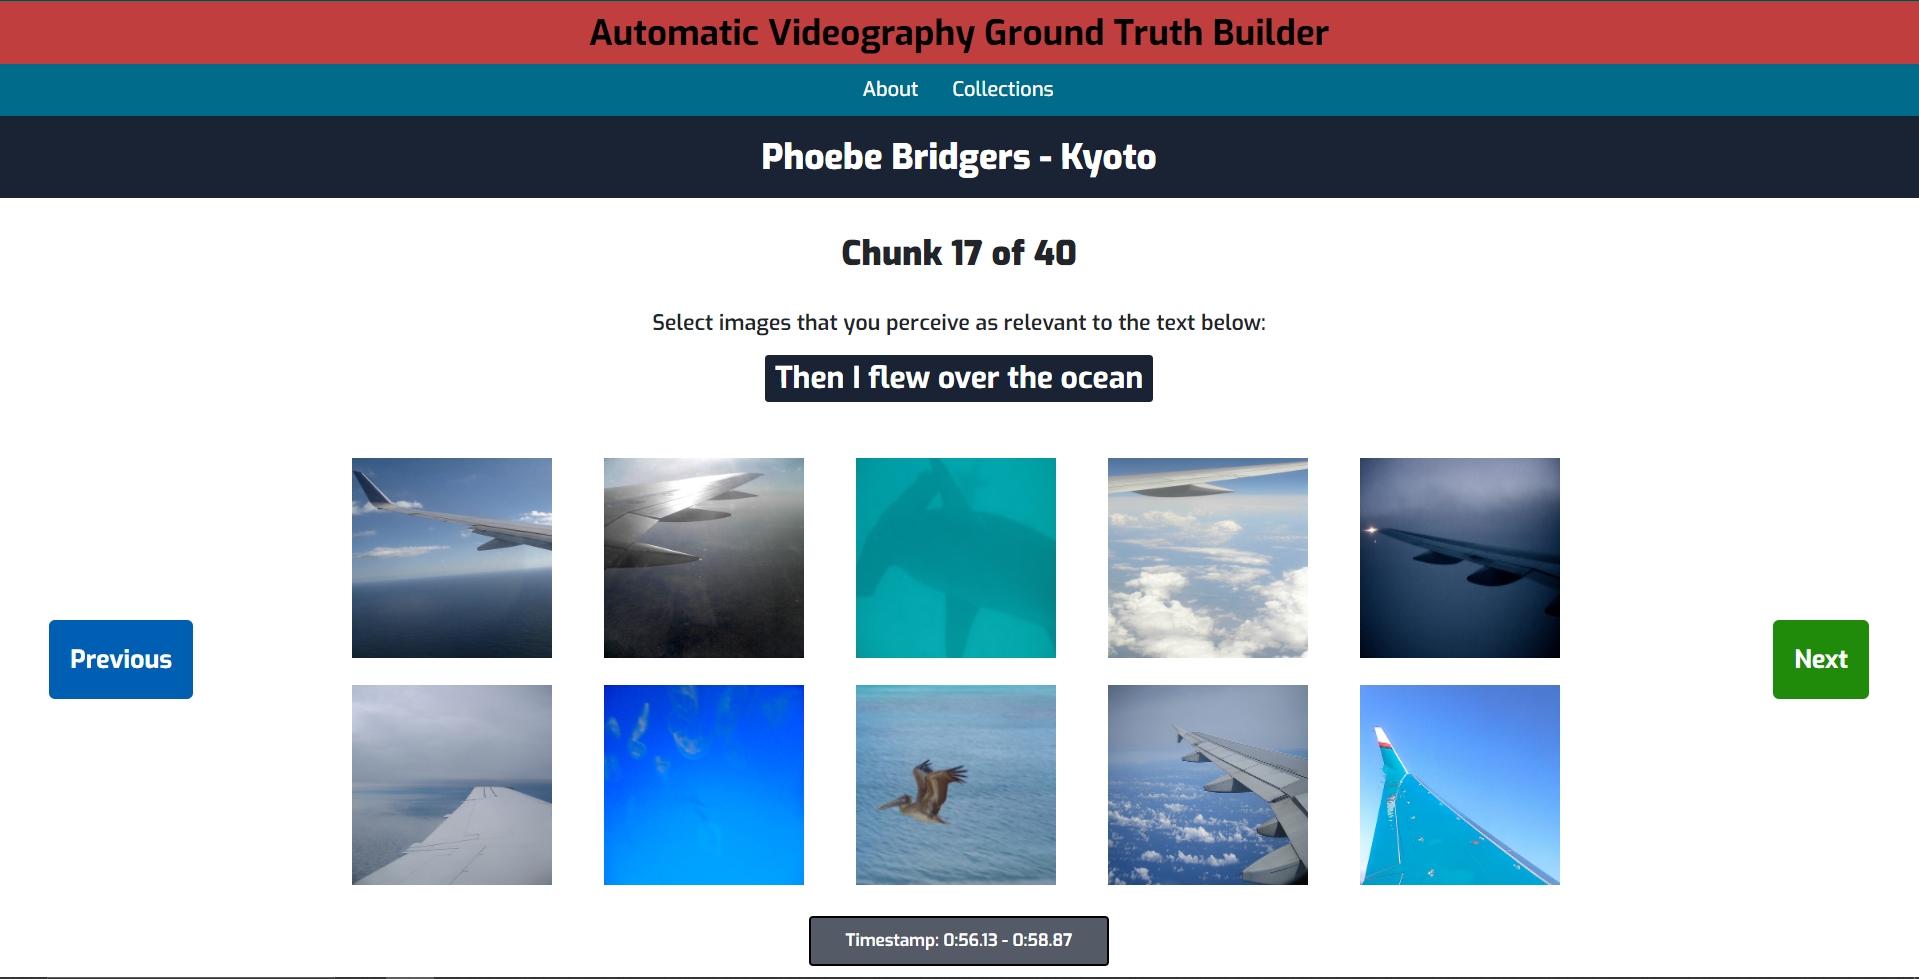 Automatic Videography Ground Truth Builder
About Collections
Phoebe Bridgers - Kyoto
Chunk 17 of 40
Select images that you perceive as relevant to the text below:
Then I flew over the ocean
Previous
Next
Timestamp: 0:56.13 - 0:58.87